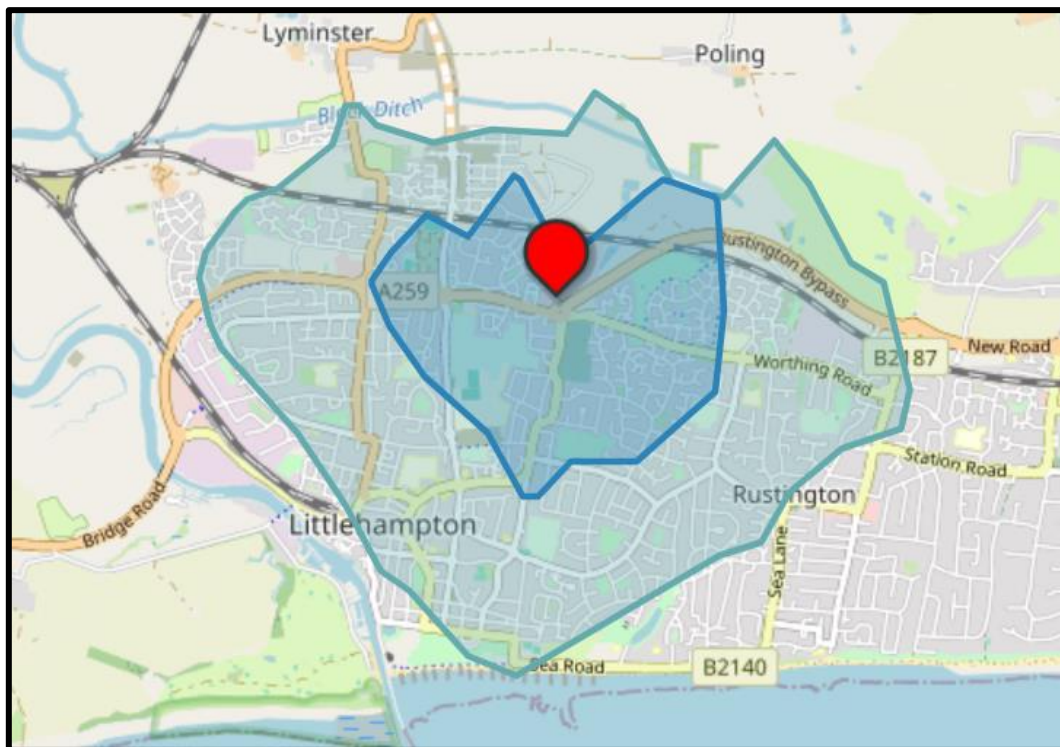 Lyminster
Poling
Black Ditch
A259
Rustington Bypass
New Road
B2187
Worthing Road
Station Road
Rustington
Bridge Road
Littlehampton
Sea Lane
Sea Road
B2140